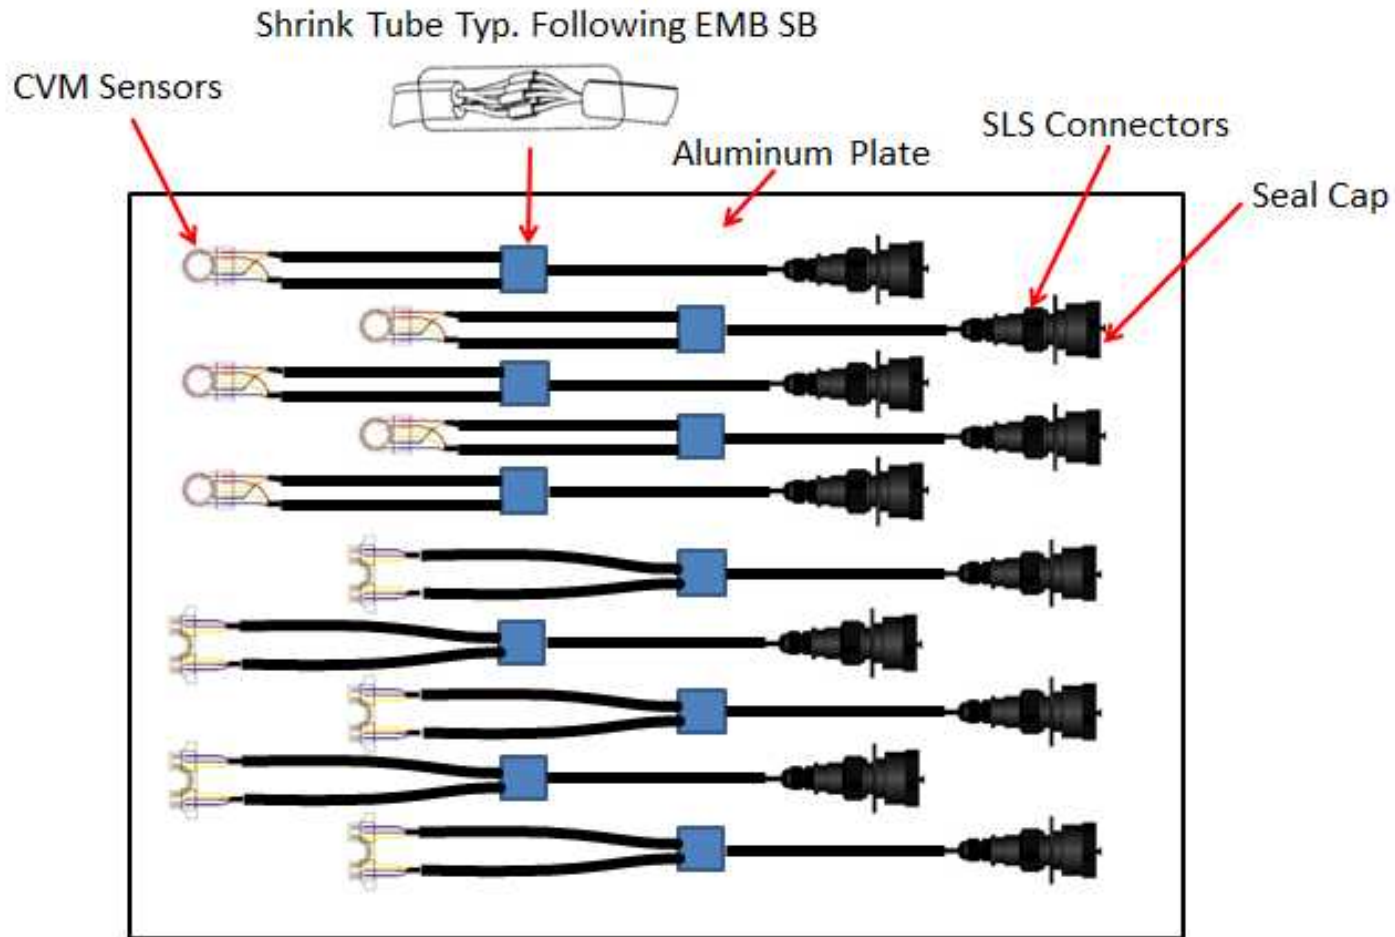 Shrink Tube Typ. Following EMB SB
CVM Sensors
SLS Connectors
Aluminum Plate
Seal Cap